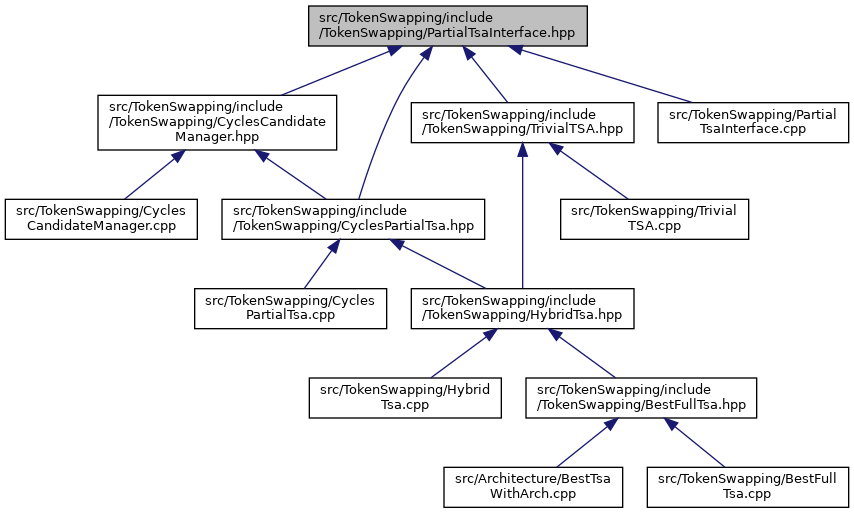 src/TokenSwapping/include
/TokenSwapping/PartialTsaInterface.hpp
src/TokenSwapping/include
/TokenSwapping/CyclesCandidate
Manager.hpp
src/TokenSwapping/include
/TokenSwapping/TrivialTSA.hpp
src/TokenSwapping/Partial
TsaInterface.cpp
src/TokenSwapping/Cycles
CandidateManager.cpp
src/TokenSwapping/include
/TokenSwapping/CyclesPartialTsa.hpp
src/TokenSwapping/Trivial
TSA.cpp
src/TokenSwapping/Cycles
PartialTsa.cpp
src/TokenSwapping/include
/TokenSwapping/HybridTsa.hpp
src/TokenSwapping/Hybrid
Tsa.cpp
src/TokenSwapping/include
/TokenSwapping/BestFullTsa.hpp
src/Architecture/BestTsa
WithArch.cpp
src/TokenSwapping/BestFull
Tsa.cpp